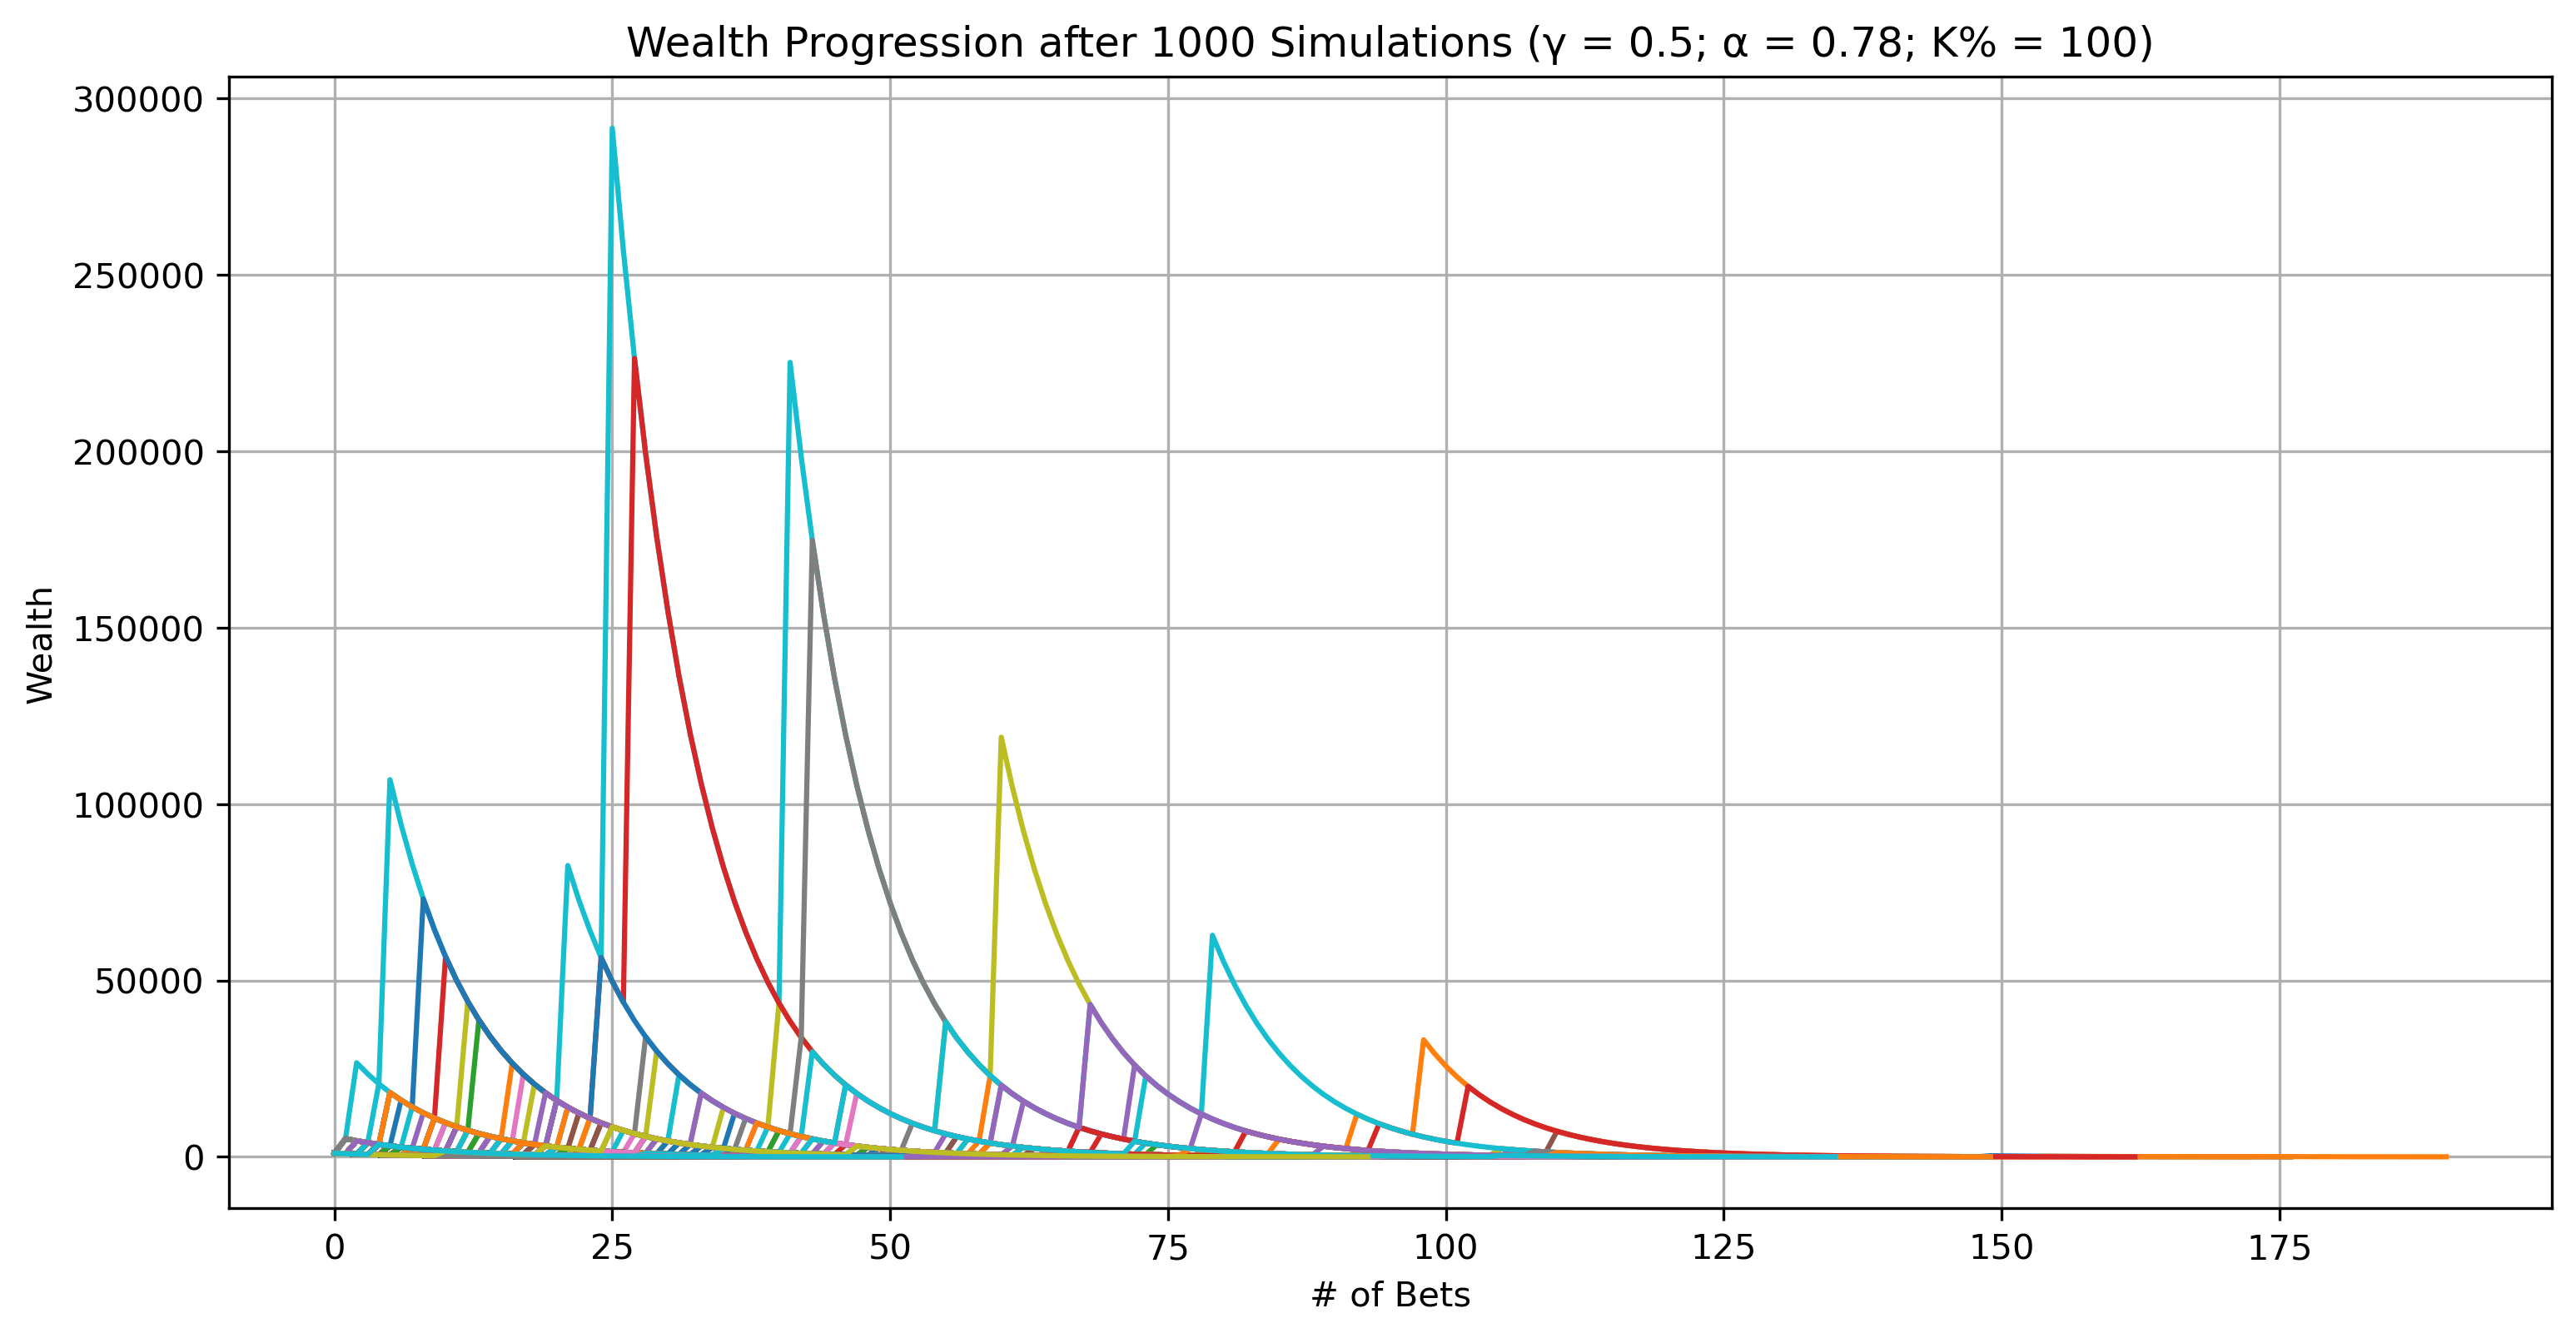 Wealth Progression after 1000 Simulations (γ = 0.5; α = 0.78; K% = 100)
300000
250000
200000
150000
100000
50000
0
Wealth
0 25 50 75 100 125 150 175
# of Bets